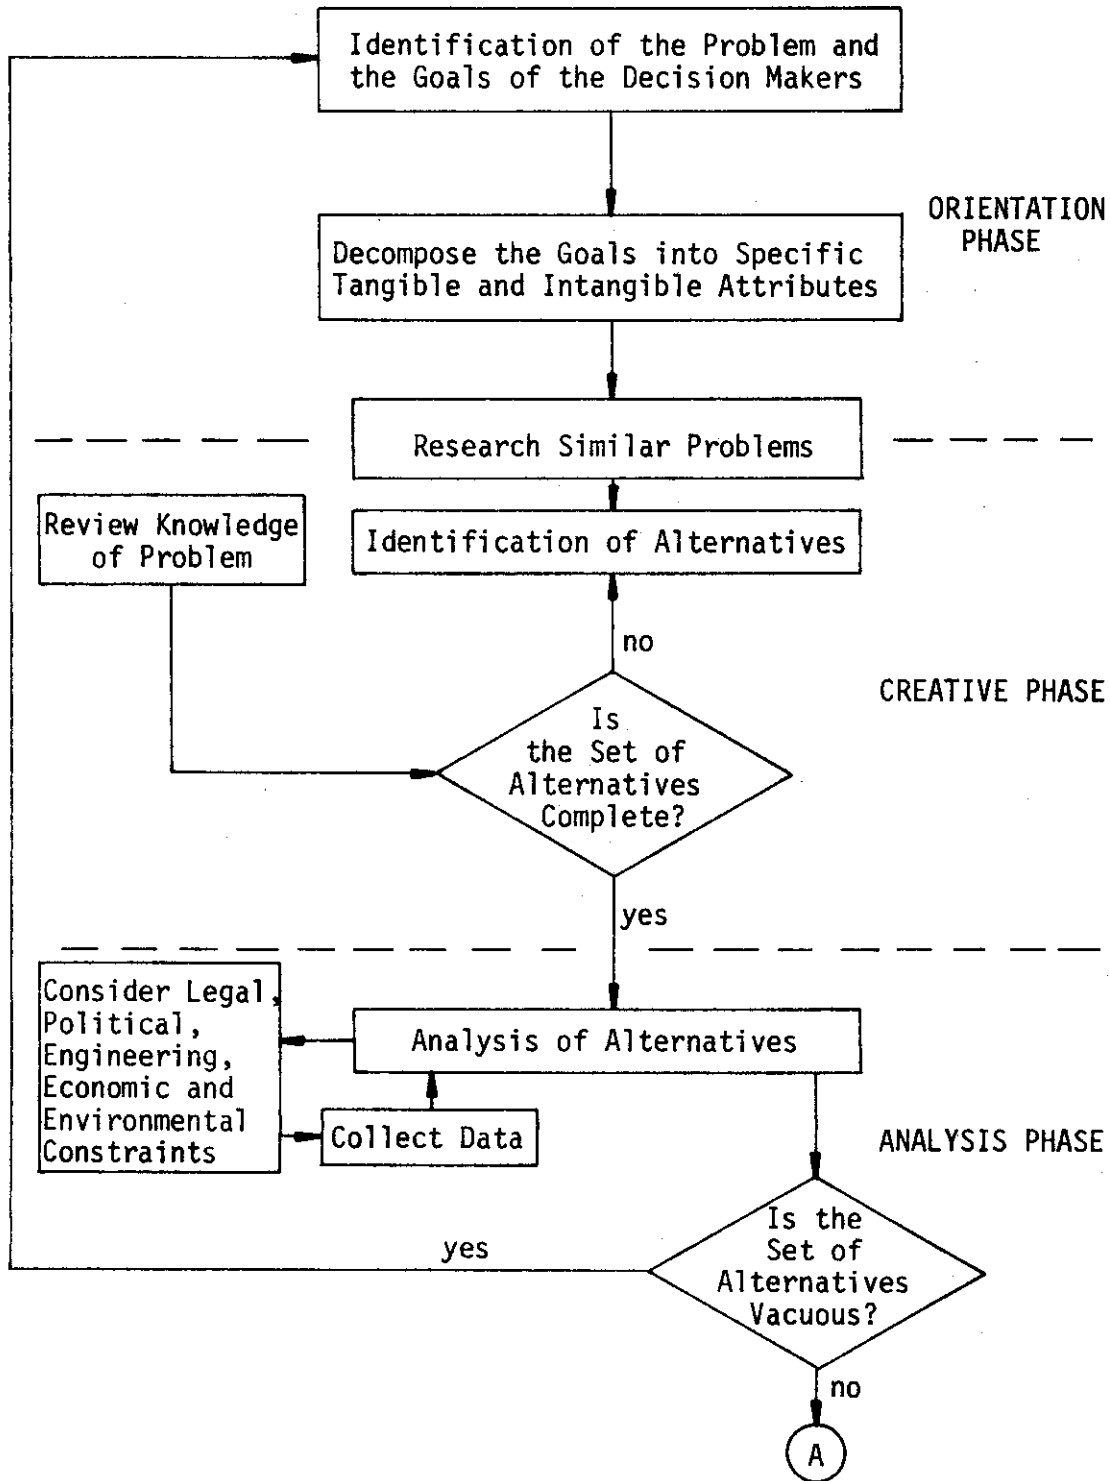 Identification of the Problem and
the Goals of the Decision Makers
ORIENTATION
PHASE
Decompose the Goals into Specific
Tangible and Intangible Attributes
Research Similar Problems
Review Knowledge
of Problem
Identification of Alternatives
no
CREATIVE PHASE
Is
the Set of
Alternatives
Complete?
yes
Consider Legal,
Political,
Engineering,
Economic and
Environmental
Constraints
Analysis of Alternatives
Collect Data
ANALYSIS PHASE
Is the
Set of
Alternatives
Vacuous?
yes
no
A